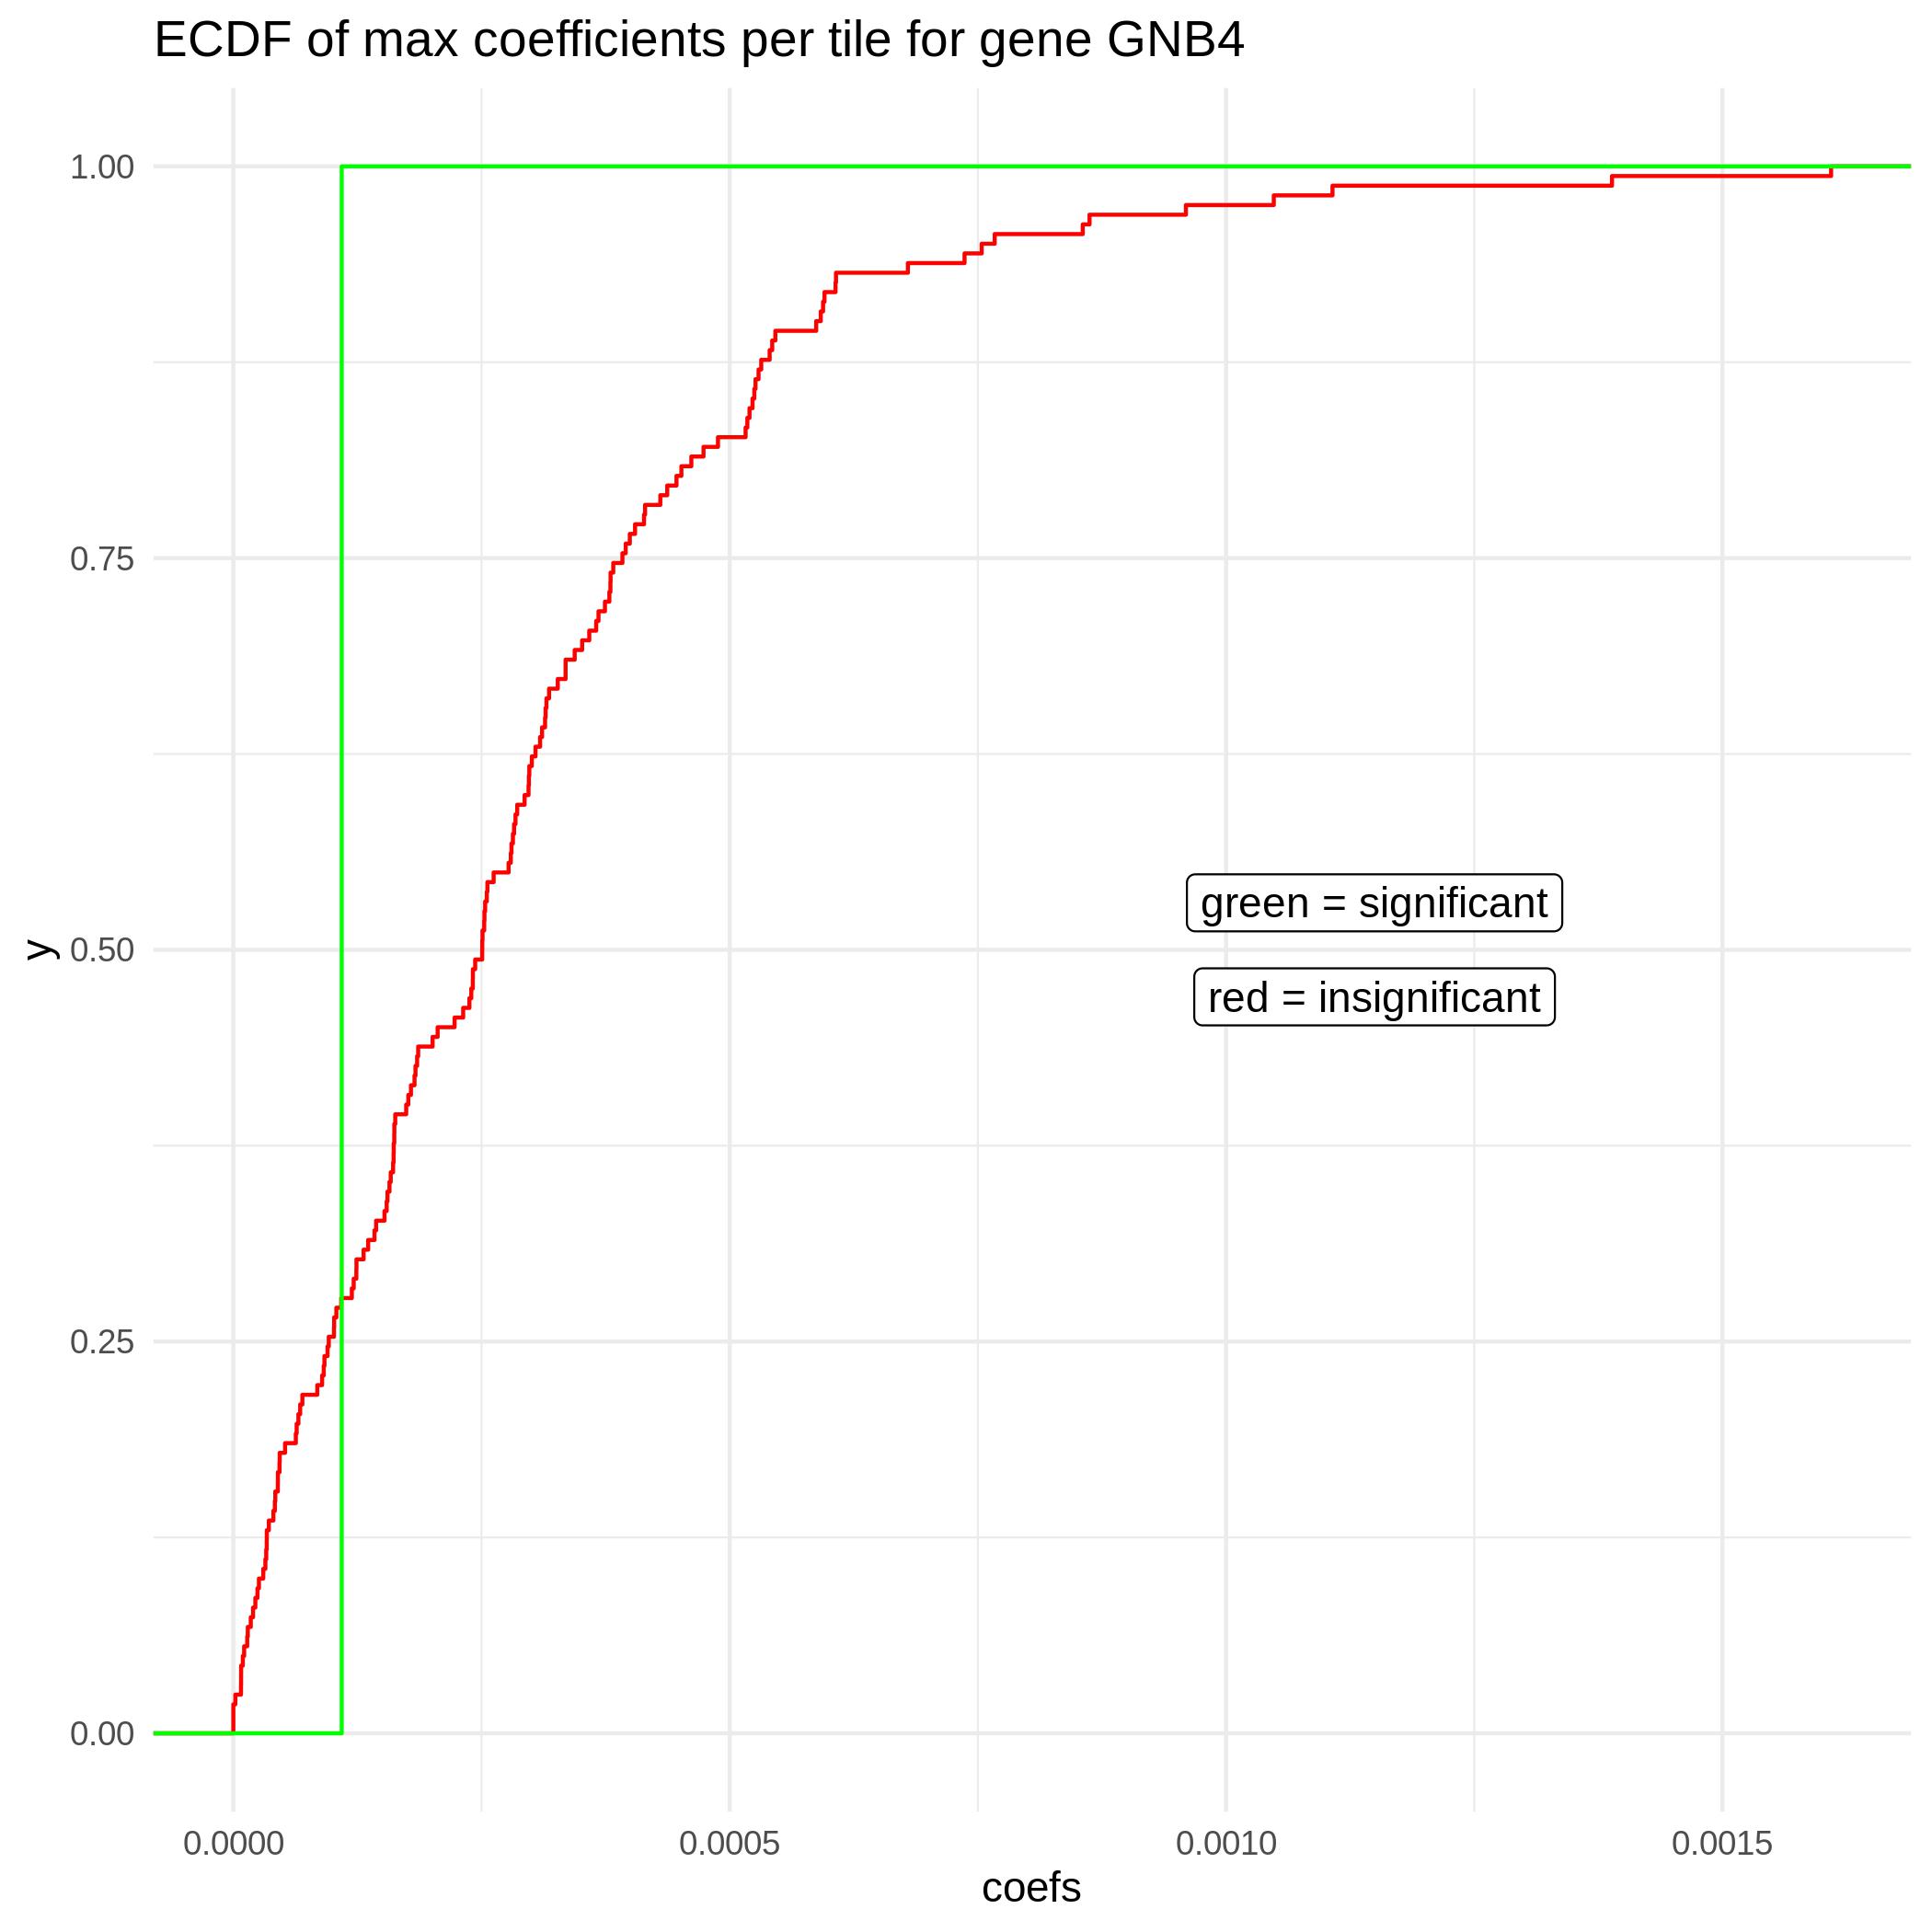 ECDF of max coefficients per tile for gene GNB4
1.00
0.75
0.50
0.25
0.00
y
green = significant
red = insignificant
0.0000
0.0005
0.0010
0.0015
coefs